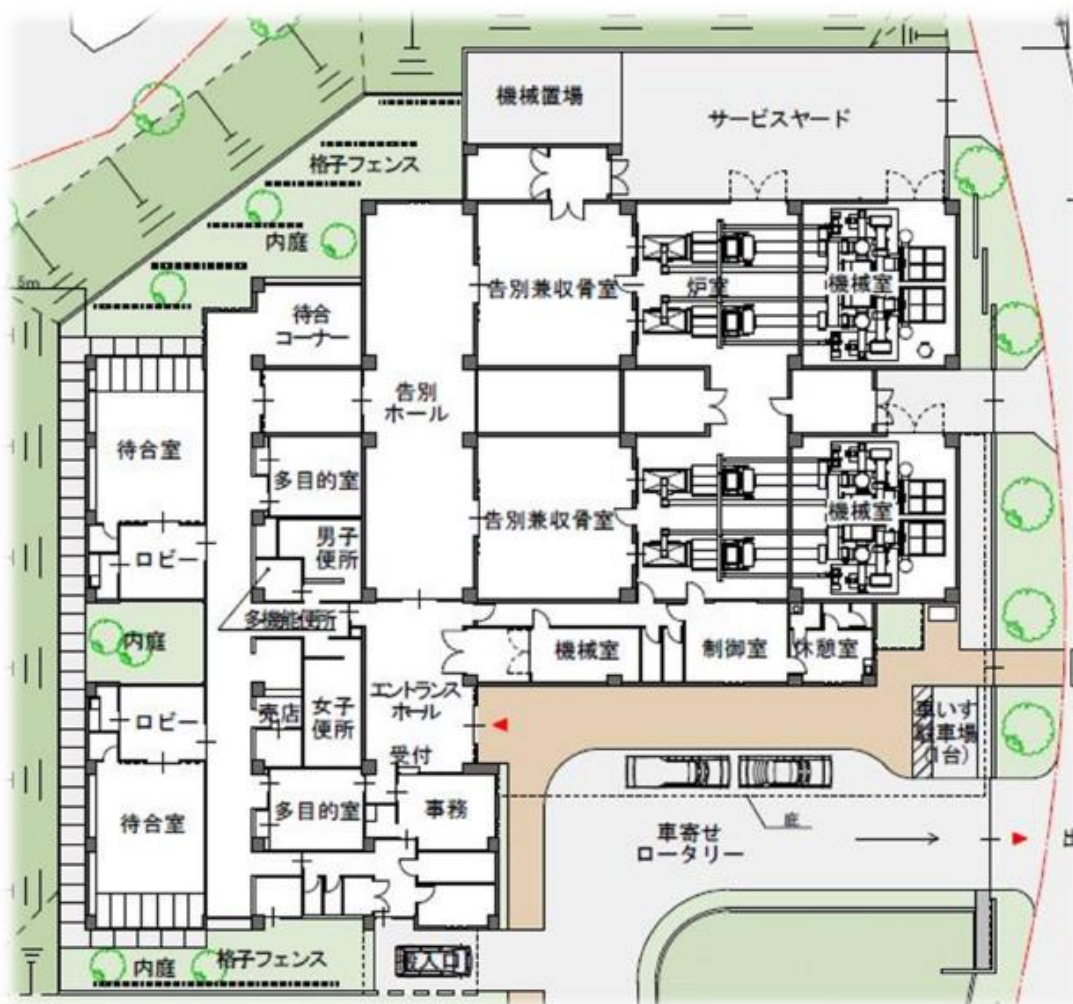 機械置場
サービスヤード
格子フェンス
内庭
5m
告別兼収骨室
炉室
機械室
待合
コーナー
告別
ホール
待合室
多目的室
告別兼収骨室
機械室
男子
便所
ロビー
多機能便所
内庭
機械室
制御室
休憩室
エントランス
ホール
ロビー
売店
女子
便所
車いす
駐車場
(1台)
受付
待合室
多目的室
事務
庇
車寄せ
ロータリー
出
内庭
格子フェンス
搬入口